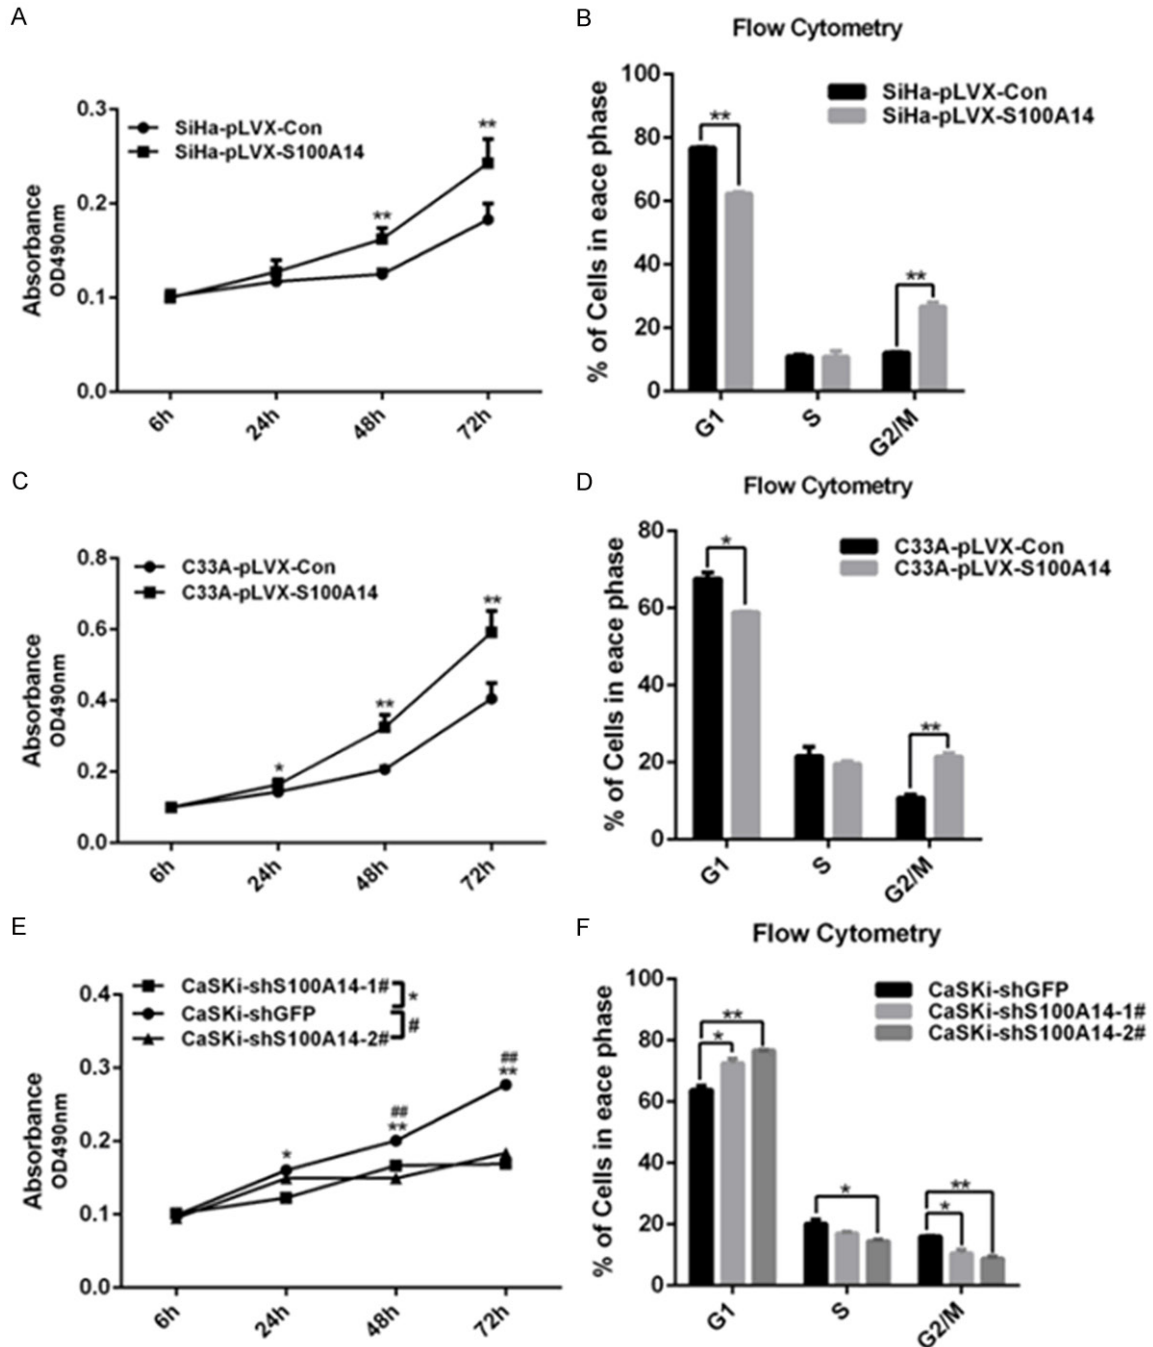 A
SiHa-pLVX-Con
SiHa-pLVX-S100A14
Absorbance
OD490nm
0.3
0.2
0.1
0.0
**
**
6h
24h
48h
72h
B
Flow Cytometry
SiHa-pLVX-Con
SiHa-pLVX-S100A14
% of Cells in eace phase
100
80
60
40
20
0
**
**
G1
S
G2/M
C
C33A-pLVX-Con
C33A-pLVX-S100A14
Absorbance
OD490nm
0.8
0.6
0.4
0.2
0.0
*
**
**
6h
24h
48h
72h
D
Flow Cytometry
C33A-pLVX-Con
C33A-pLVX-S100A14
% of Cells in eace phase
80
60
40
20
0
*
**
G1
S
G2/M
E
CaSKi-shS100A14-1#
CaSKi-shGFP
CaSKi-shS100A14-2#
*
#
Absorbance
OD490nm
0.4
0.3
0.2
0.1
0.0
*
##
**
##
**
6h
24h
48h
72h
F
Flow Cytometry
CaSKi-shGFP
CaSKi-shS100A14-1#
CaSKi-shS100A14-2#
% of Cells in eace phase
100
80
60
40
20
0
**
*
*
**
*
G1
S
G2/M